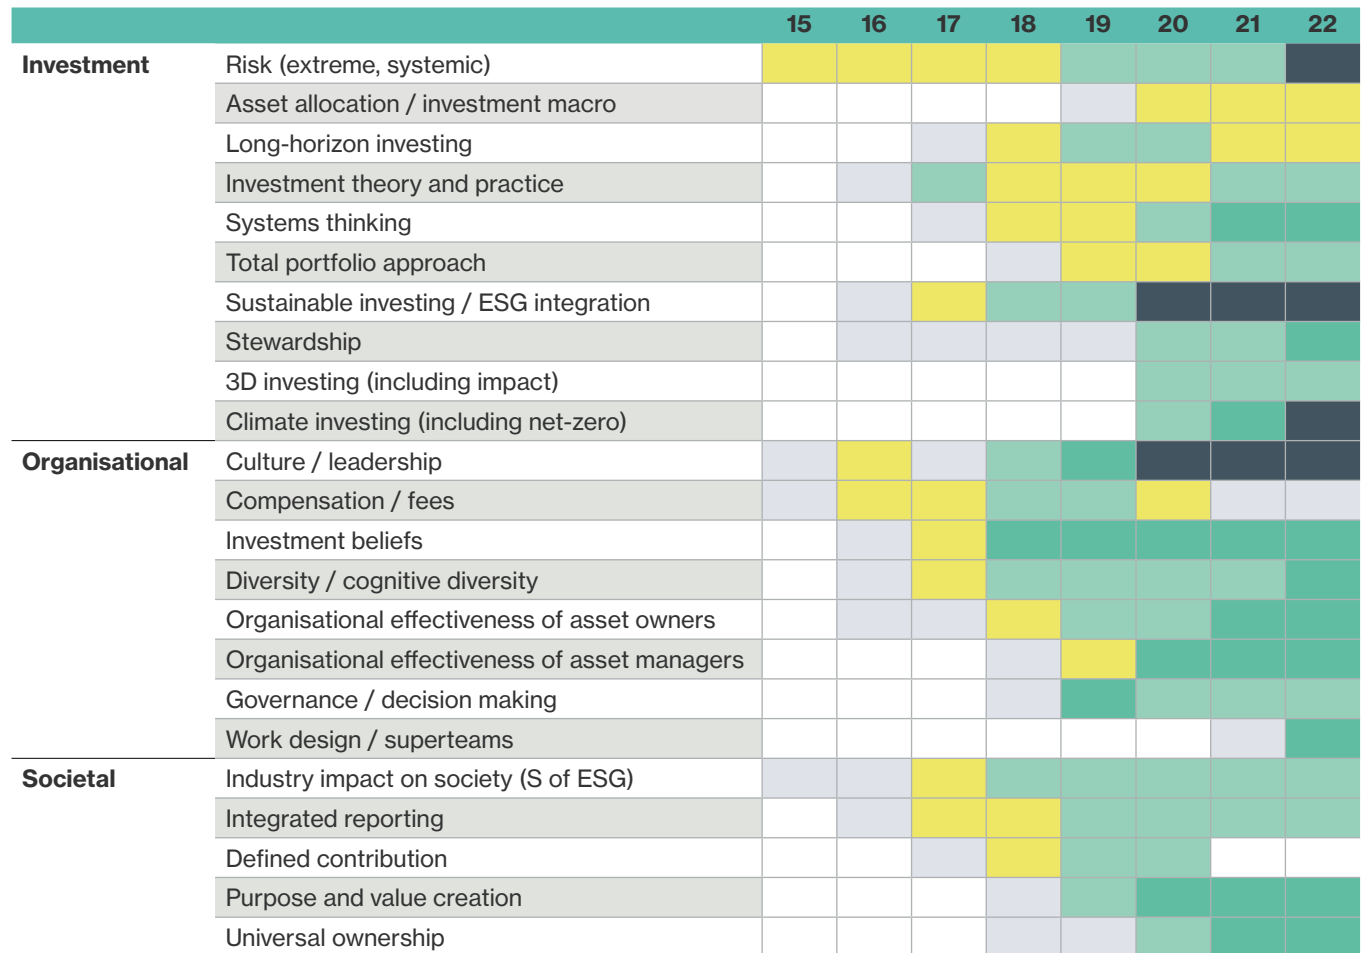 15 16 17 18 19 20 21 22
Investment Risk (extreme, systemic)
Asset allocation / investment macro
Long-horizon investing
Investment theory and practice
Systems thinking
Total portfolio approach
Sustainable investing / ESG integration
Stewardship
3D investing (including impact)
Climate investing (including net-zero)
Organisational Culture / leadership
Compensation / fees
Investment beliefs
Diversity / cognitive diversity
Organisational effectiveness of asset owners
Organisational effectiveness of asset managers
Governance / decision making
Work design / superteams
Societal Industry impact on society (S of ESG)
Integrated reporting
Defined contribution
Purpose and value creation
Universal ownership